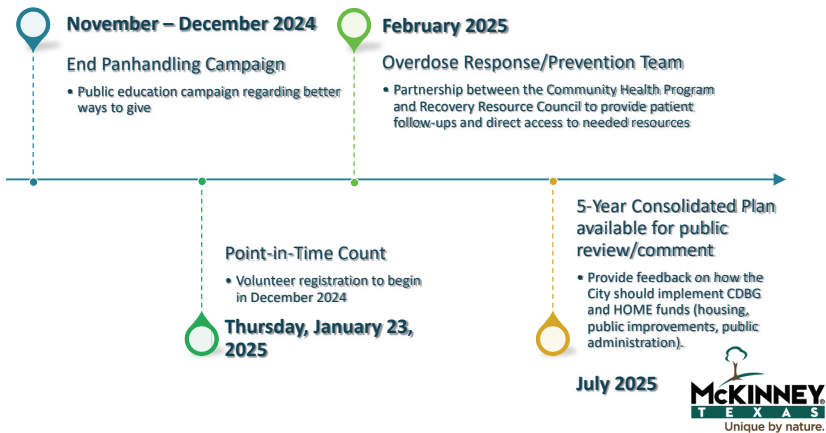 November – December 2024
End Panhandling Campaign
• Public education campaign regarding better
ways to give
February 2025
Overdose Response/Prevention Team
• Partnership between the Community Health Program
and Recovery Resource Council to provide patient
follow-ups and direct access to needed resources
Point-in-Time Count
• Volunteer registration to begin
in December 2024
Thursday, January 23,
2025
5-Year Consolidated Plan
available for public
review/comment
• Provide feedback on how the
City should implement CDBG
and HOME funds (housing,
public improvements, public
administration).
July 2025
McKINNEY®
TEXAS
Unique by nature.